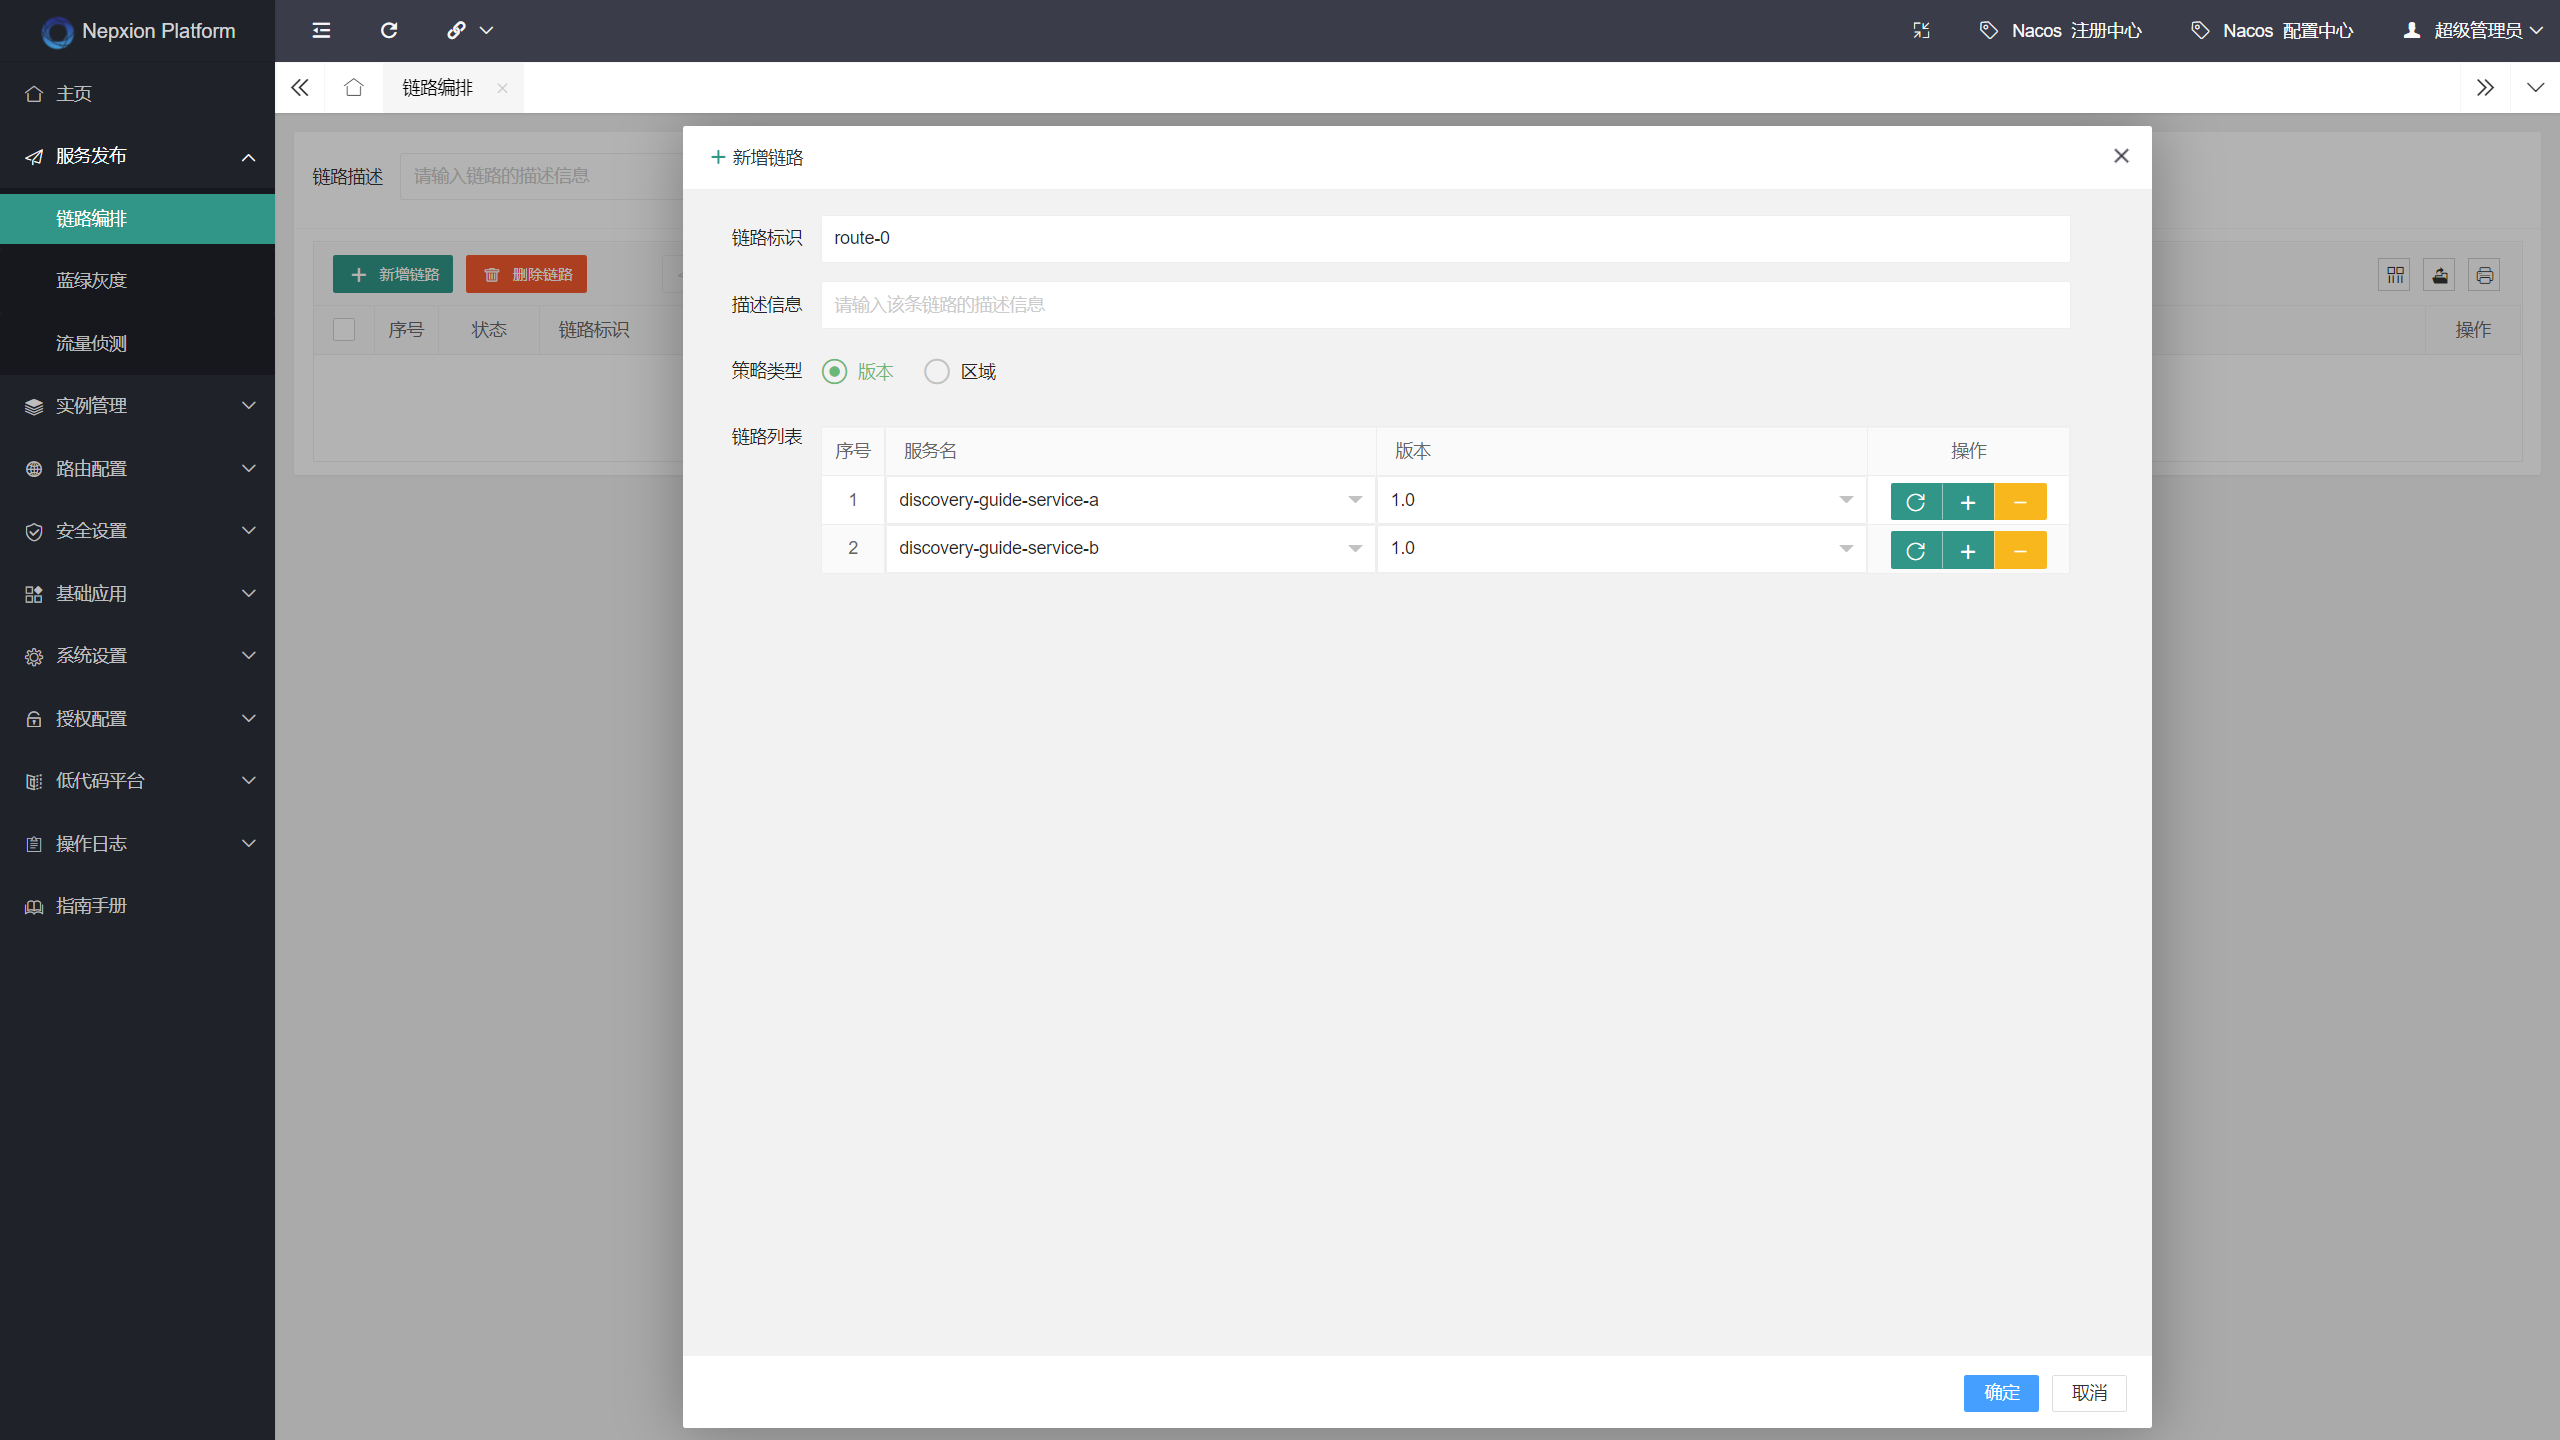 Nepxion Platform
Nacos 注册中心
Nacos 配置中心
超级管理员
主页
服务发布
链路编排
蓝绿灰度
流量侦测
实例管理
路由配置
安全设置
基础应用
系统设置
授权配置
低代码平台
操作日志
指南手册
链路编排
链路描述
请输入链路的描述信息
新增链路
删除链路
序号
状态
链路标识
操作
新增链路
链路标识
route-0
描述信息
请输入该条链路的描述信息
策略类型
版本
区域
链路列表
序号 服务名 版本 操作
1 discovery-guide-service-a 1.0
2 discovery-guide-service-b 1.0
确定
取消